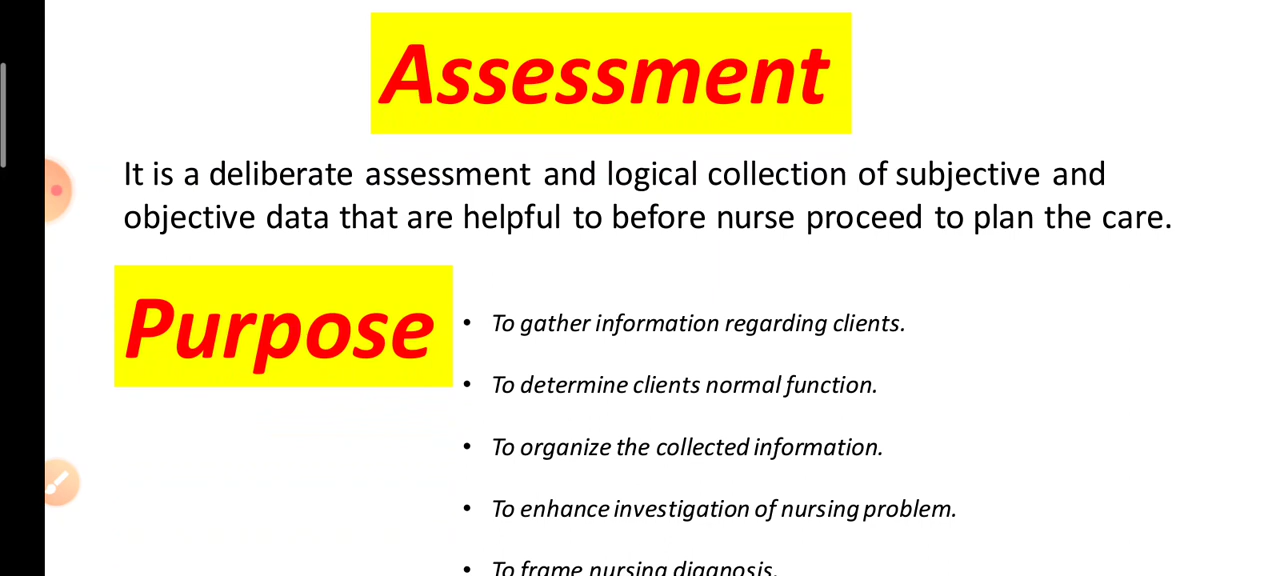 Assessment
It is a deliberate assessment and logical collection of subjective and
objective data that are helpful to before nurse proceed to plan the care.
Purpose
• To gather information regarding clients.
• To determine clients normal function.
• To organize the collected information.
• To enhance investigation of nursing problem.
• To frame nursing diagnosis.